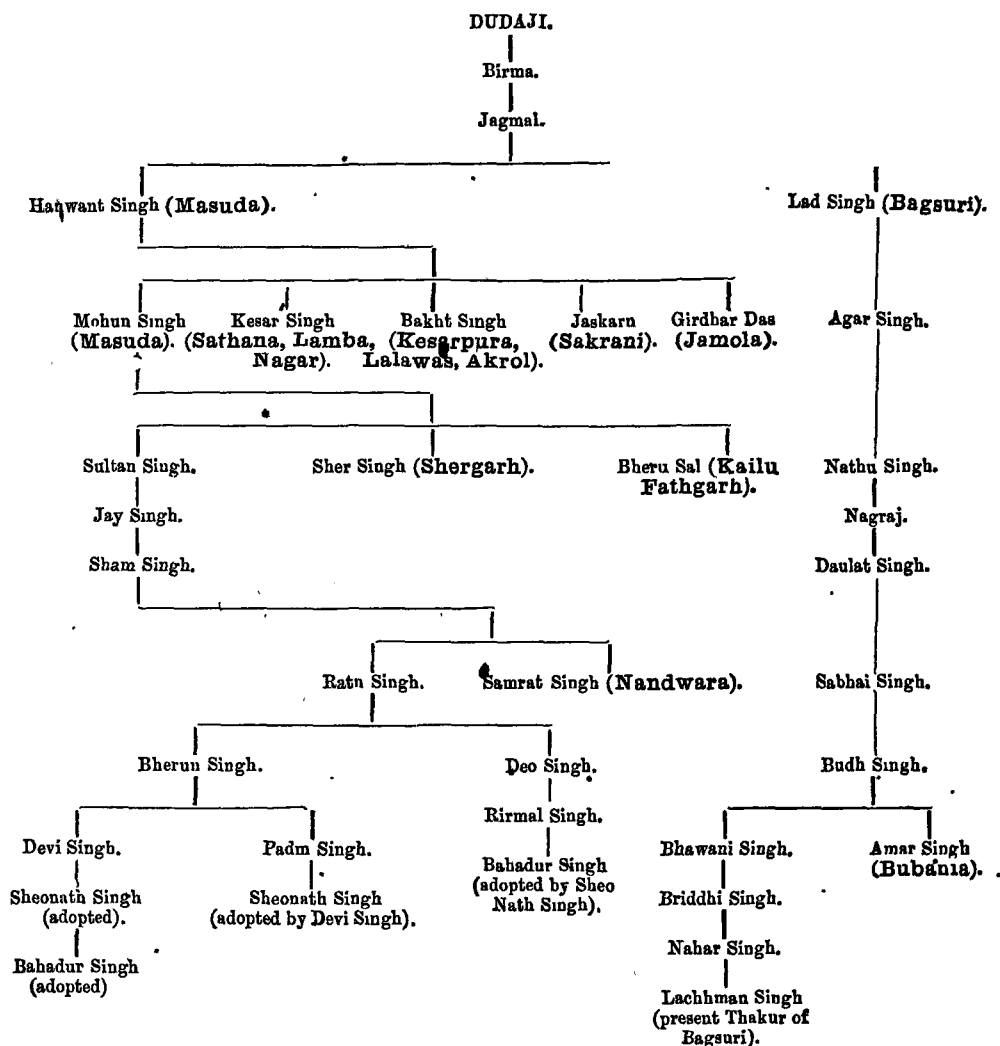 DUDAJI.
Birma.
Jagmal.
Hanwant Singh (Masuda).
Lad Singh (Bagsuri).
Mohun Singh
(Masuda).
Kesar Singh
(Sathana, Lamba,
Nagar).
Bakht Singh
(Kesarpura,
Lalawas, Akrol).
Jaskarn
(Sakrani).
Girdhar Das
(Jamola).
Agar Singh.
Sultan Singh.
Sher Singh (Shergarh).
Bheru Sal (Kailu
Fathgarh).
Nathu Singh.
Jay Singh.
Nagraj.
Sham Singh.
Daulat Singh.
Ratn Singh.
Samrat Singh (Nandwara).
Sabhai Singh.
Bherun Singh.
Deo Singh.
Budh Singh.
Rirmal Singh.
Devi Singh.
Padm Singh.
Bahadur Singh
(adopted by Sheo
Nath Singh).
Bhawani Singh.
Amar Singh
(Bubania).
Sheonath Singh
(adopted).
Sheonath Singh
(adopted by Devi Singh).
Briddhi Singh.
Nahar Singh.
Bahadur Singh
(adopted)
Lachhman Singh
(present Thakur of
Bagsuri).